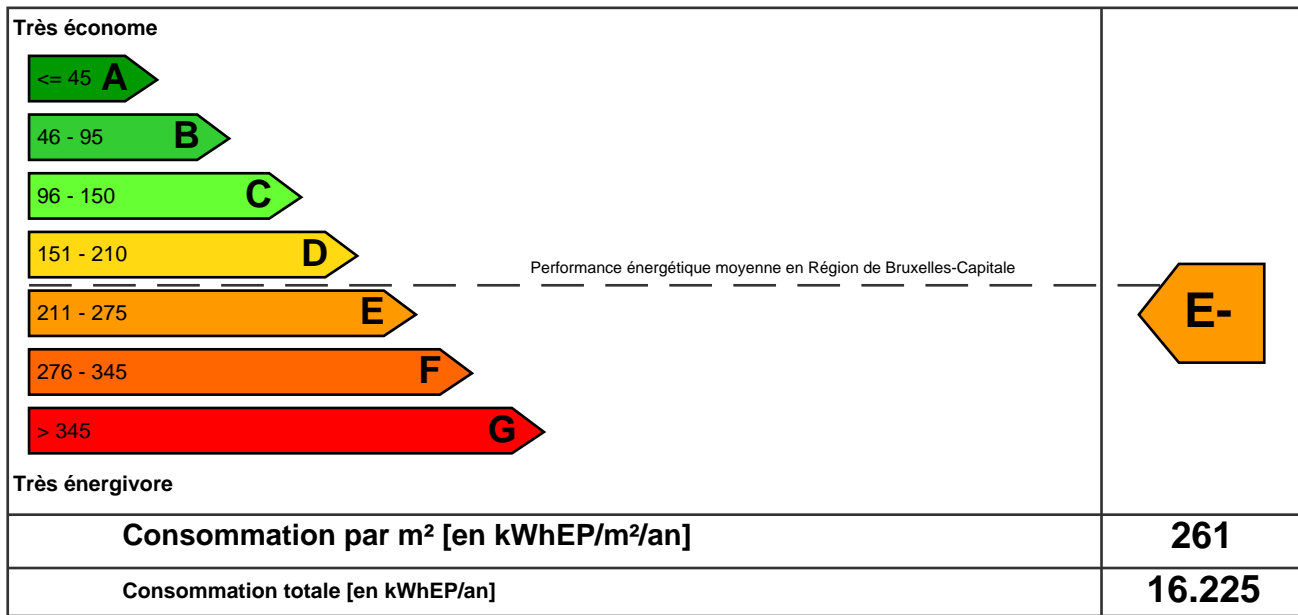 Très économe
<= 45 A
46 - 95 B
96 - 150 C
151 - 210 D
Performance énergétique moyenne en Région de Bruxelles-Capitale
211 - 275 E
E-
276 - 345 F
> 345 G
Très énergivore
Consommation par m² [en kWhEP/m²/an] 261
Consommation totale [en kWhEP/an] 16.225